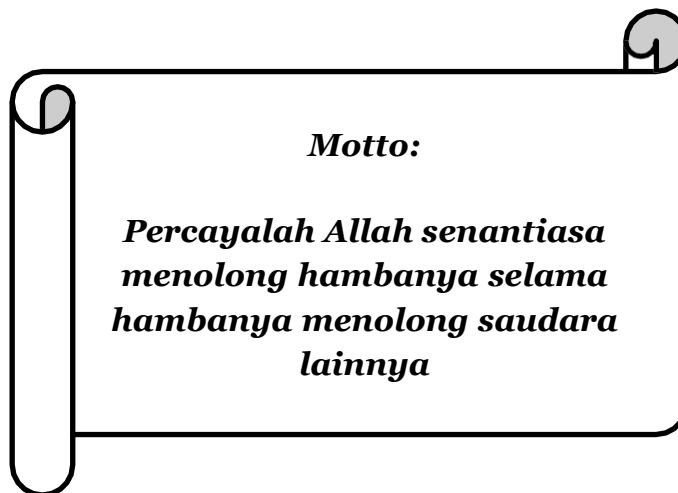 Motto:
Percayalah Allah senantiasa
menolong hambanya selama
hambanya menolong saudara
lainnya